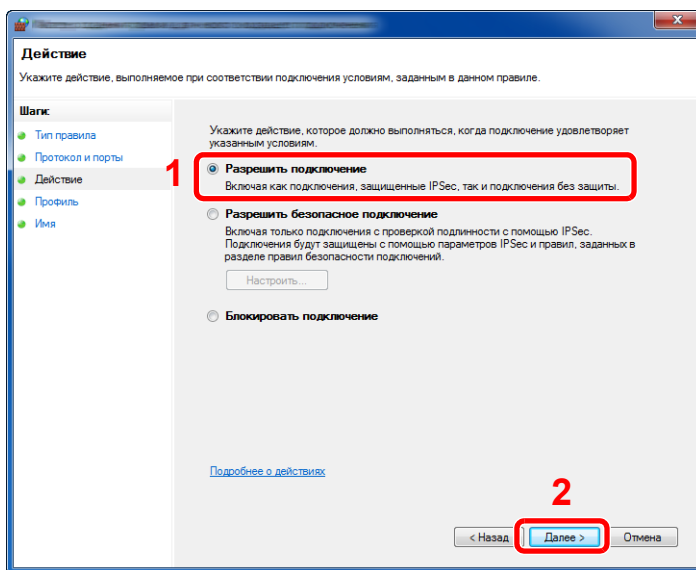 Действие
Укажите действие, выполняемое при соответствии подключения условиям, заданным в данном правиле.
Шаги:
Тип правила
Протокол и порты
Действие
Профиль
Имя
Укажите действие, которое должно выполняться, когда подключение удовлетворяет
указанным условиям.
1
Разрешить подключение
Включая как подключения, защищенные IPSec, так и подключения без защиты.
Разрешить безопасное подключение
Включая только подключения с проверкой подлинности с помощью IPSec.
Подключения будут защищены с помощью параметров IPSec и правил, заданных в
разделе правил безопасности подключений.
Настроить...
Блокировать подключение
Подробнее о действиях
2
< Назад
Далее >
Отмена